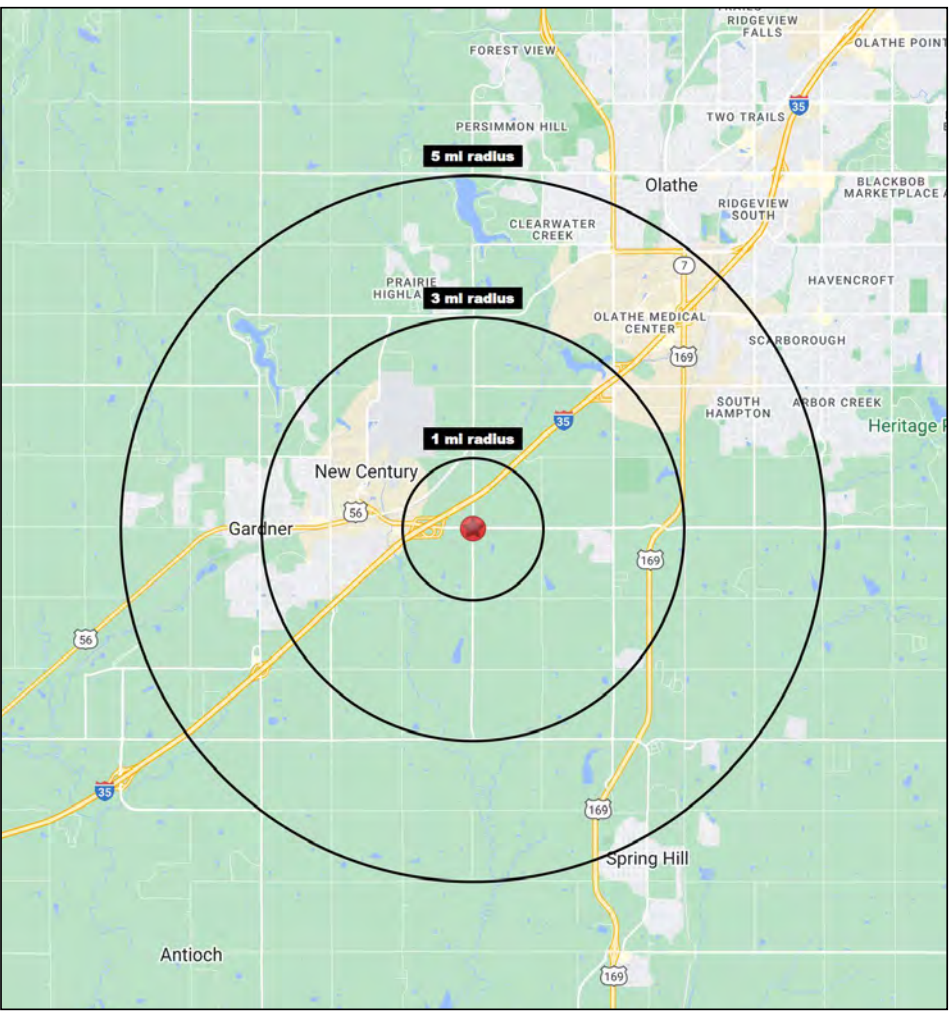 RIDGEVIEW
FALLS
FOREST VIEW
OLATHE POINT
35
TWO TRAILS
PERSIMMON HILL
5 mi radius
Olathe
BLACKBOB
MARKETPLACE
RIDGEVIEW
SOUTH
CLEARWATER
CREEK
7
PRAIRIE
HAVENCROFT
3 mi radius
OLATHE MEDICAL
CENTER
SCARBOROUGH
169
SOUTH
HAMPTON
ARBOR CREEK
35
Heritage
1 mi radius
New Century
56
Gardner
169
56
35
169
Spring Hill
Antioch
169